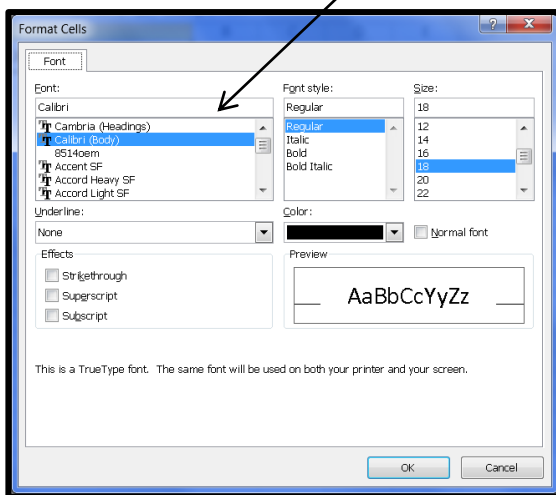 Format Cells
?
X
Font
Font:
Font style:
Size:
Calibri
Regular
18
Cambria (Headings)
Calibri (Body)
8514oem
Accent SF
Accord Heavy SF
Accord Light SF
Regular
Italic
Bold
Bold Italic
12
14
16
18
20
22
Underline:
Color:
None
Normal font
Effects
Strikethrough
Superscript
Subscript
Preview
AaBbCcYyZz
This is a TrueType font.  The same font will be used on both your printer and your screen.
OK
Cancel